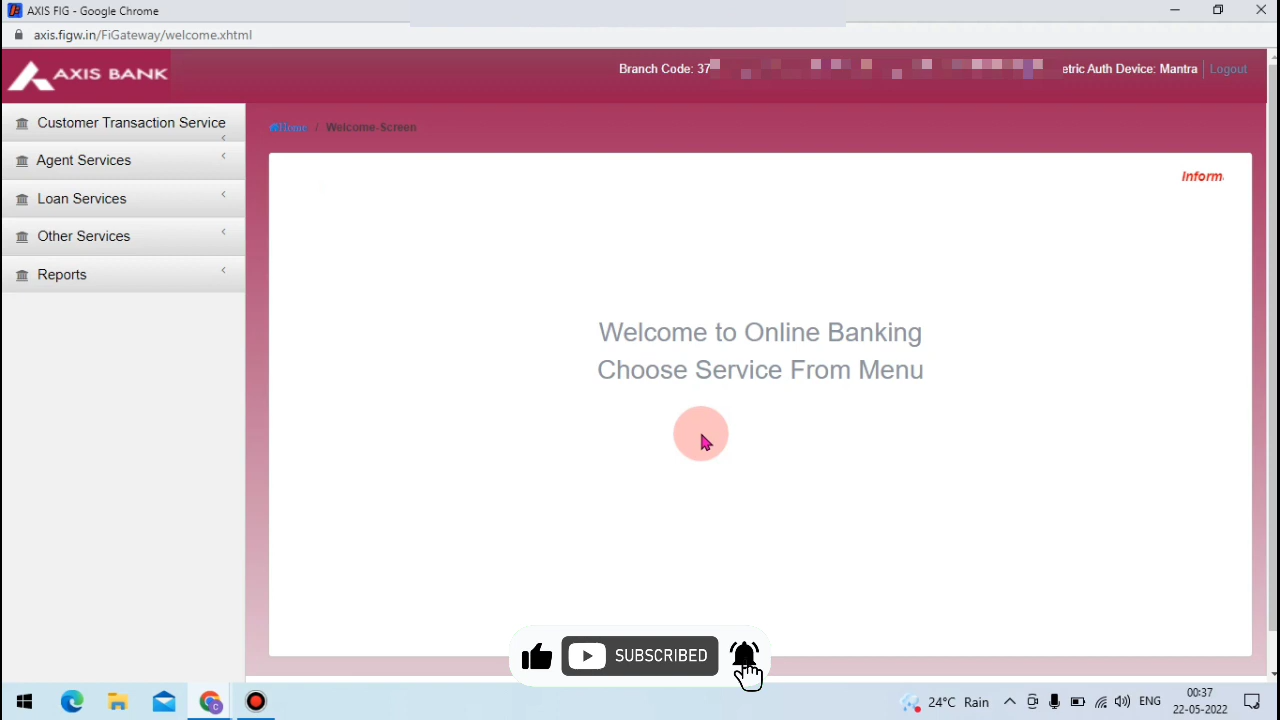 AXIS FIG - Google Chrome
axis.figw.in/FiGateway/welcome.xhtml
AXIS BANK
Branch Code: 37 etric Auth Device: Mantra Logout
Customer Transaction Service
Agent Services
Loan Services
Other Services
Reports
Home / Welcome-Screen
Inform
Welcome to Online Banking
Choose Service From Menu
SUBSCRIBED
24°C Rain
ENG
00:37
22-05-2022